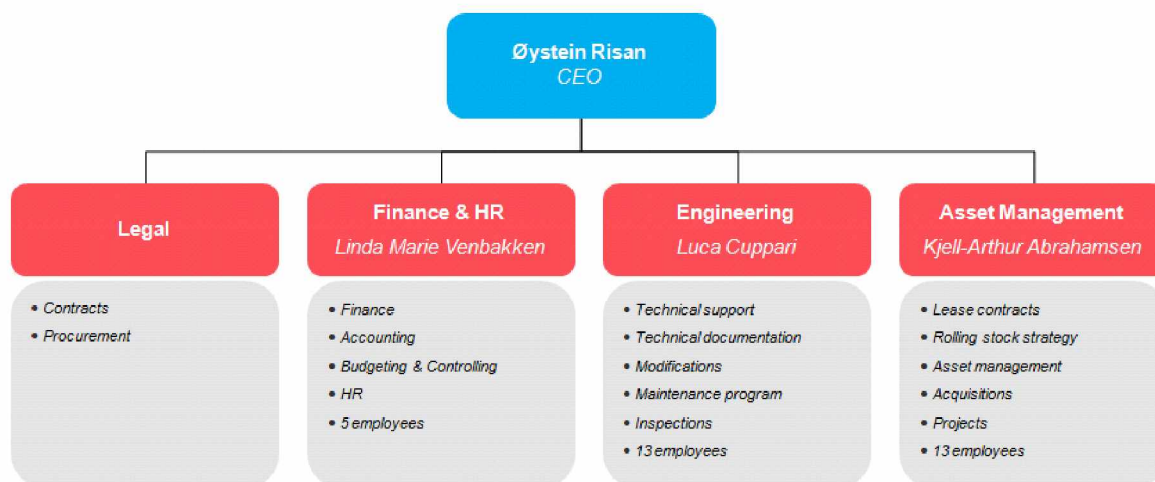 Øystein Risan
CEO
Legal
Finance & HR
Linda Marie Venbakken
Engineering
Luca Cuppari
Asset Management
Kjell-Arthur Abrahamsen
• Contracts
• Procurement
• Finance
• Accounting
• Budgeting & Controlling
• HR
• 5 employees
• Technical support
• Technical documentation
• Modifications
• Maintenance program
• Inspections
• 13 employees
• Lease contracts
• Rolling stock strategy
• Asset management
• Acquisitions
• Projects
• 13 employees